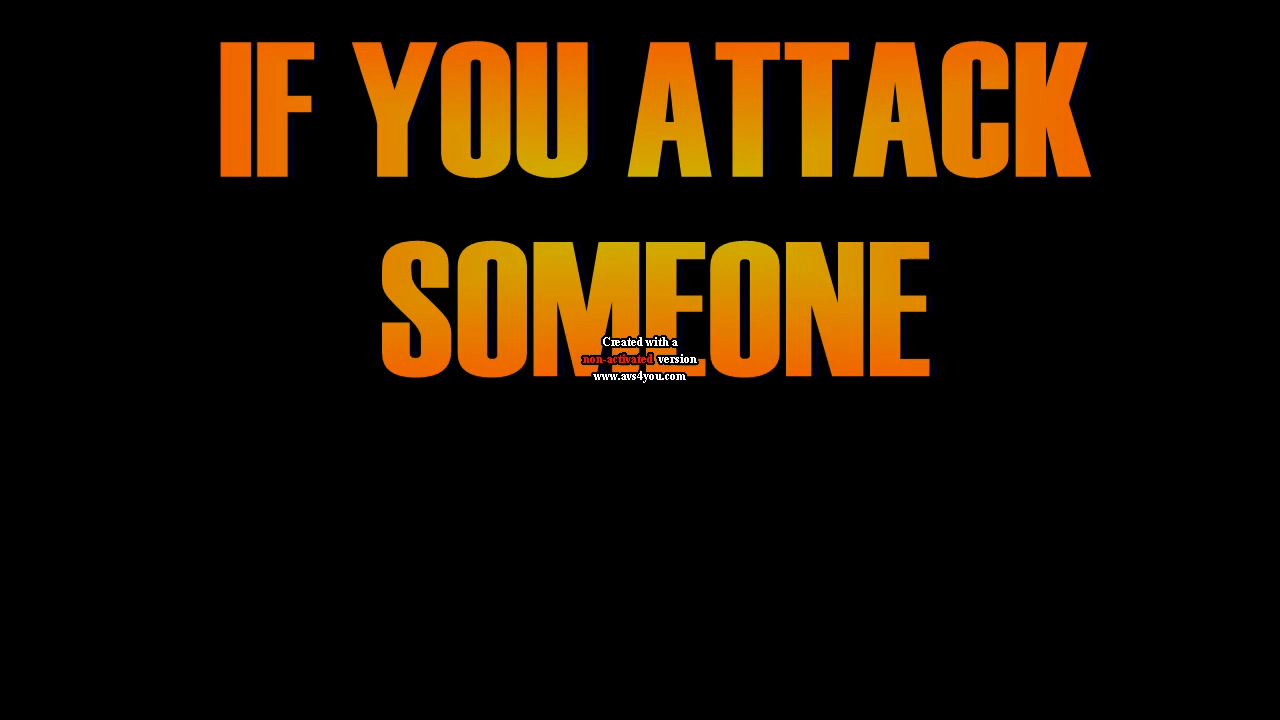 IF YOU ATTACK
SOMEONE
Created with a
non-activated version
www.avs4you.com